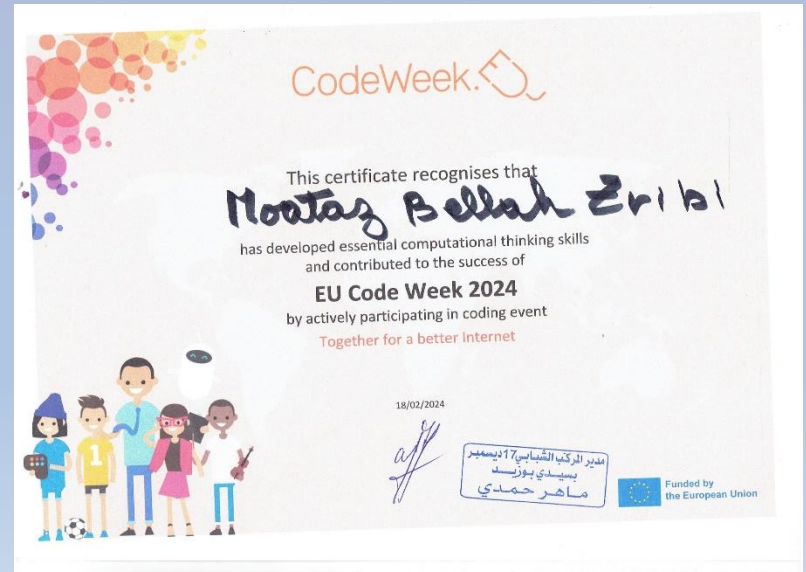 CodeWeek.EU
This certificate recognises that
Moataz Bellah Zribi
has developed essential computational thinking skills
and contributed to the success of
EU Code Week 2024
by actively participating in coding event
Together for a better Internet
18/02/2024
مدير المركب الشبابي 17 ديسمبر
بسيدي بوزيد
ماهر حمدي
Funded by
the European Union
1